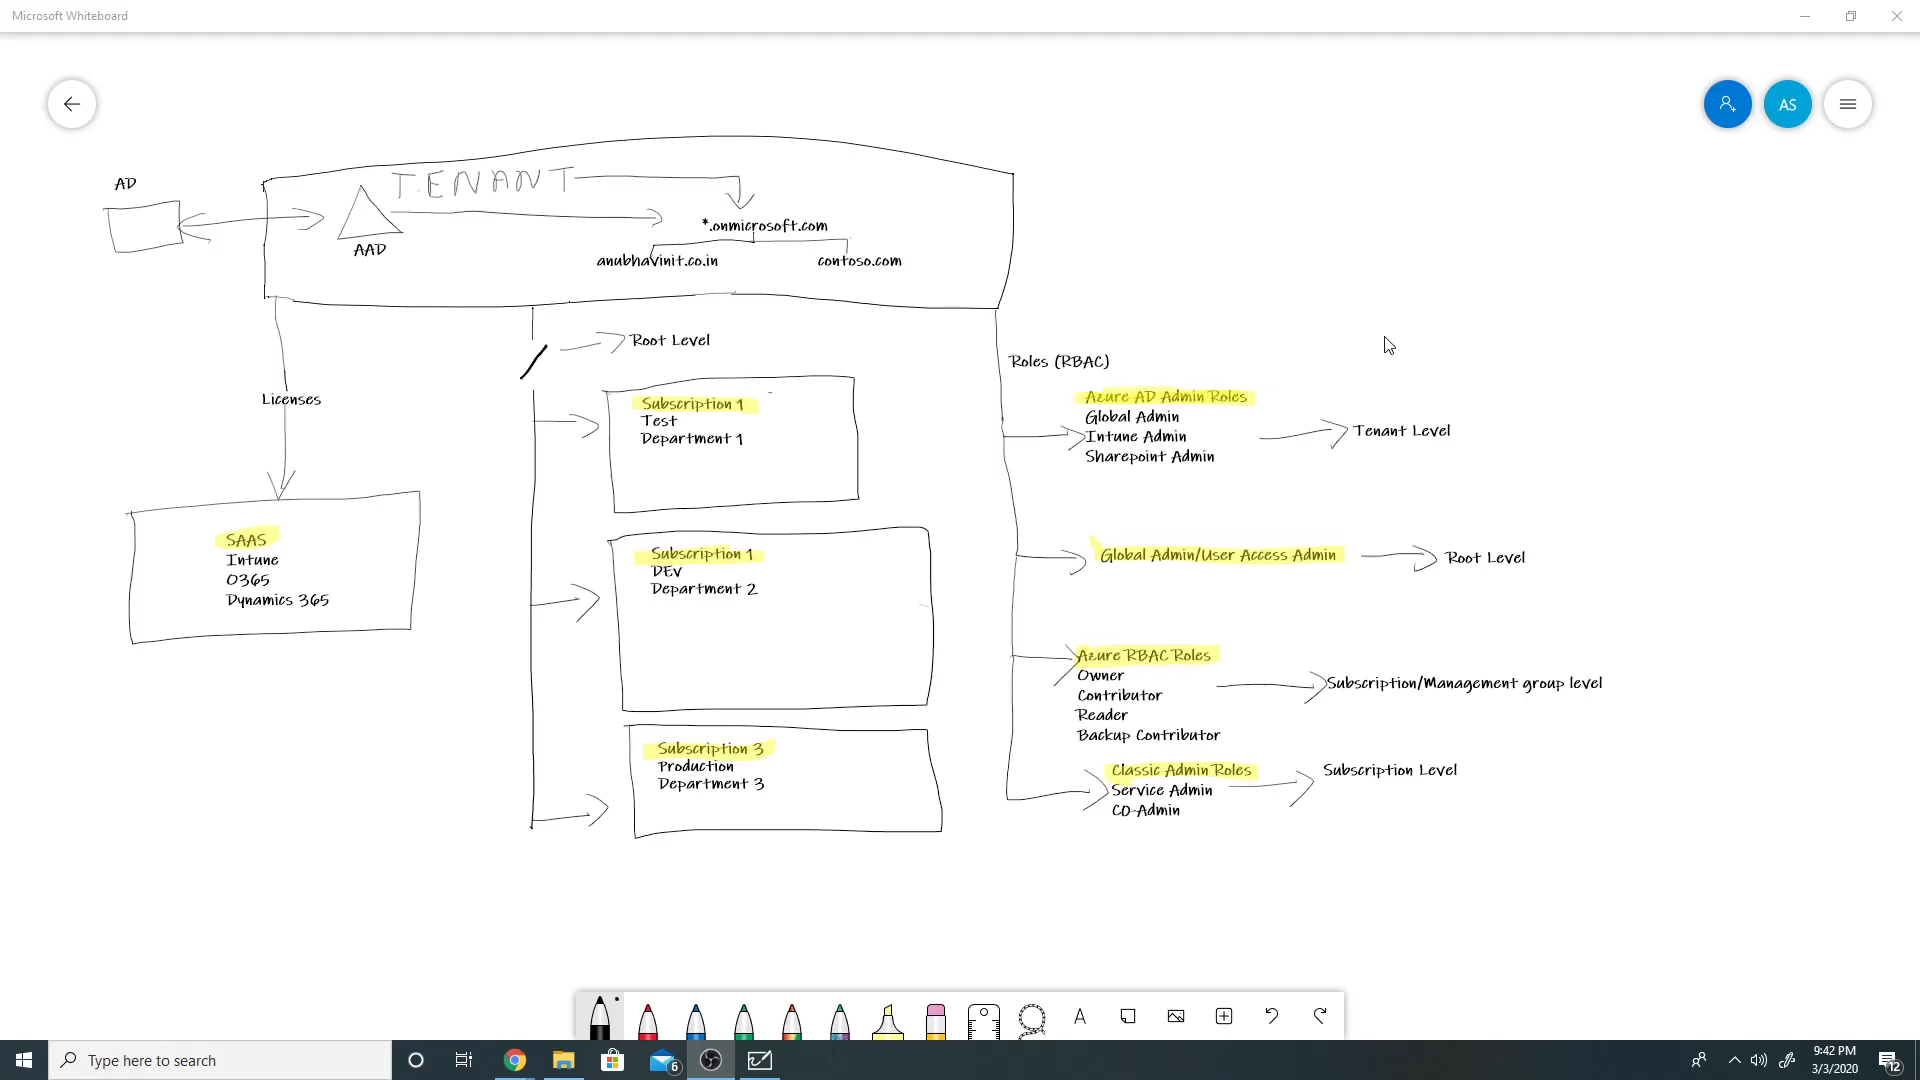 Microsoft Whiteboard
AS
AD
TENANT
*.onmicrosoft.com
AAD
anubhavinit.co.in
contoso.com
Root Level
Licenses
SAAS
Intune
O365
Dynamics 365
Subscription 1
Test
Department 1
Subscription 1
DEv
Department 2
Subscription 3
Production
Department 3
Roles (RBAC)
Azure AD Admin Roles
Global Admin
Intune Admin
Sharepoint Admin
Tenant Level
Global Admin/User Access Admin
Root Level
Azure RBAC Roles
Owner
Contributor
Reader
Backup Contributor
Subscription/Management group level
Classic Admin Roles
Service Admin
CO-Admin
Subscription Level
A
Type here to search
6
9:42 PM
3/3/2020
12